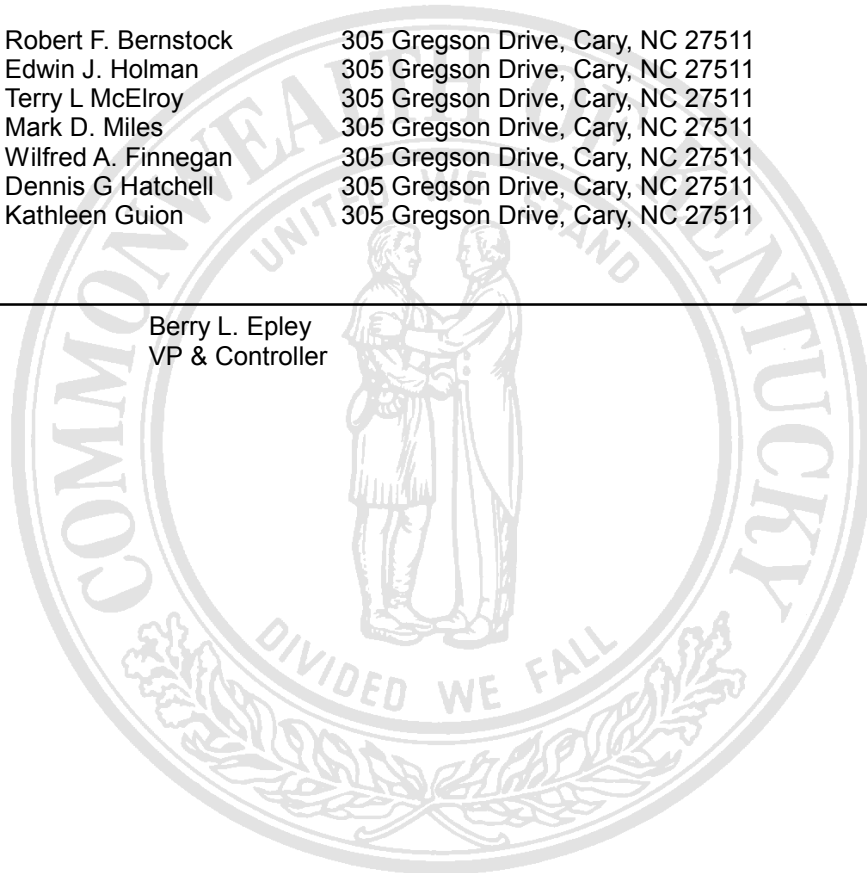 Robert F. Bernstock 305 Gregson Drive, Cary, NC 27511
Edwin J. Holman 305 Gregson Drive, Cary, NC 27511
Terry L McElroy 305 Gregson Drive, Cary, NC 27511
Mark D. Miles 305 Gregson Drive, Cary, NC 27511
Wilfred A. Finnegan 305 Gregson Drive, Cary, NC 27511
Dennis G Hatchell 305 Gregson Drive, Cary, NC 27511
Kathleen Guion 305 Gregson Drive, Cary, NC 27511
Berry L. Epley
VP & Controller
COMMONWEALTH OF KENTUCKY
UNITED WE STAND
DIVIDED WE FALL